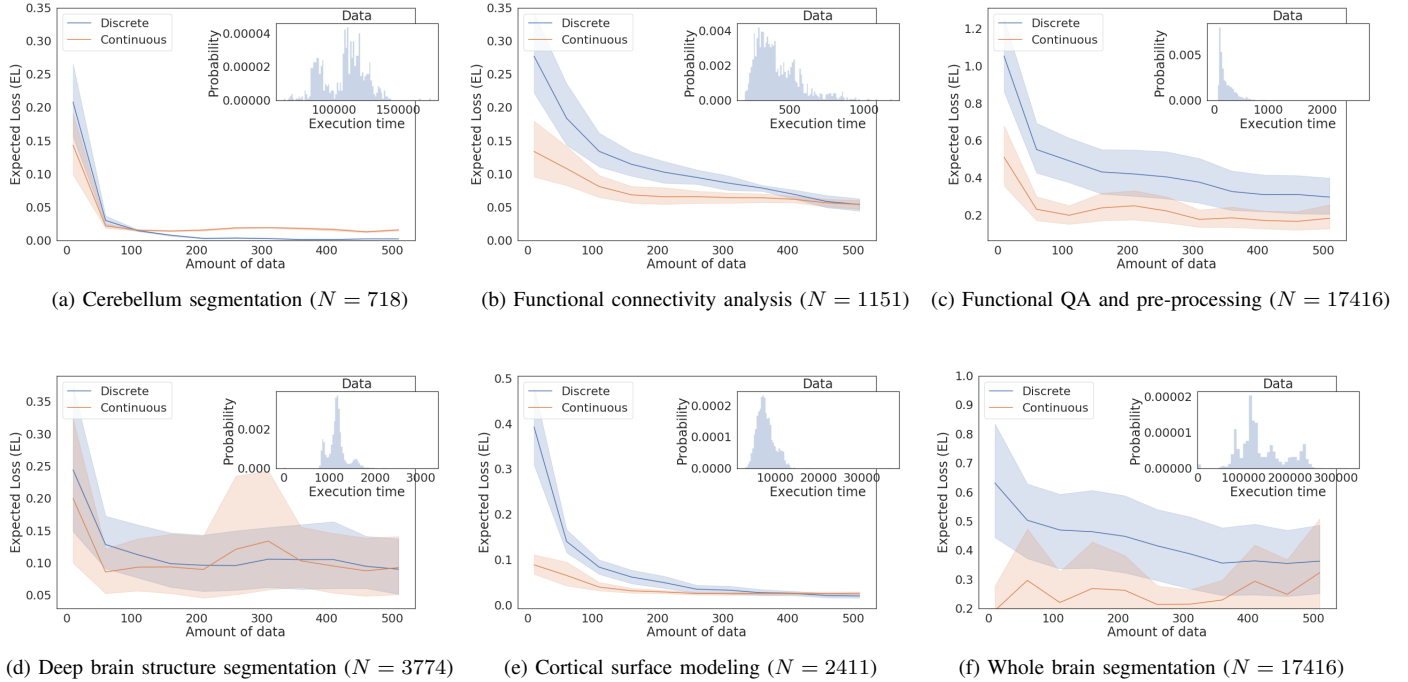 Data
Discrete
Continuous
Expected Loss (EL)
0.35
0.30
0.25
0.20
0.15
0.10
0.05
0.00
Probability
0.00004
0.00002
0.00000
100000 150000
Execution time
0 100 200 300 400 500
Amount of data
(a) Cerebellum segmentation (N = 718)
Data
Discrete
Continuous
Expected Loss (EL)
0.35
0.30
0.25
0.20
0.15
0.10
0.05
0.00
Probability
0.004
0.002
0.000
500 1000
Execution time
0 100 200 300 400 500
Amount of data
(b) Functional connectivity analysis (N = 1151)
Data
Discrete
Continuous
Expected Loss (EL)
1.2
1.0
0.8
0.6
0.4
0.2
Probability
0.005
0.000
0 1000 2000
Execution time
0 100 200 300 400 500
Amount of data
(c) Functional QA and pre-processing (N = 17416)
Data
Discrete
Continuous
Expected Loss (EL)
0.35
0.30
0.25
0.20
0.15
0.10
0.05
Probability
0.002
0.000
0 1000 2000 3000
Execution time
0 100 200 300 400 500
Amount of data
(d) Deep brain structure segmentation (N = 3774)
Data
Discrete
Continuous
Expected Loss (EL)
0.5
0.4
0.3
0.2
0.1
0.0
Probability
0.0002
0.0001
0.0000
10000 20000 30000
Execution time
0 100 200 300 400 500
Amount of data
(e) Cortical surface modeling (N = 2411)
Data
Discrete
Continuous
Expected Loss (EL)
1.0
0.9
0.8
0.7
0.6
0.5
0.4
0.3
0.2
Probability
0.00002
0.00001
0.00000
0 100000 200000 300000
Execution time
0 100 200 300 400 500
Amount of data
(f) Whole brain segmentation (N = 17416)